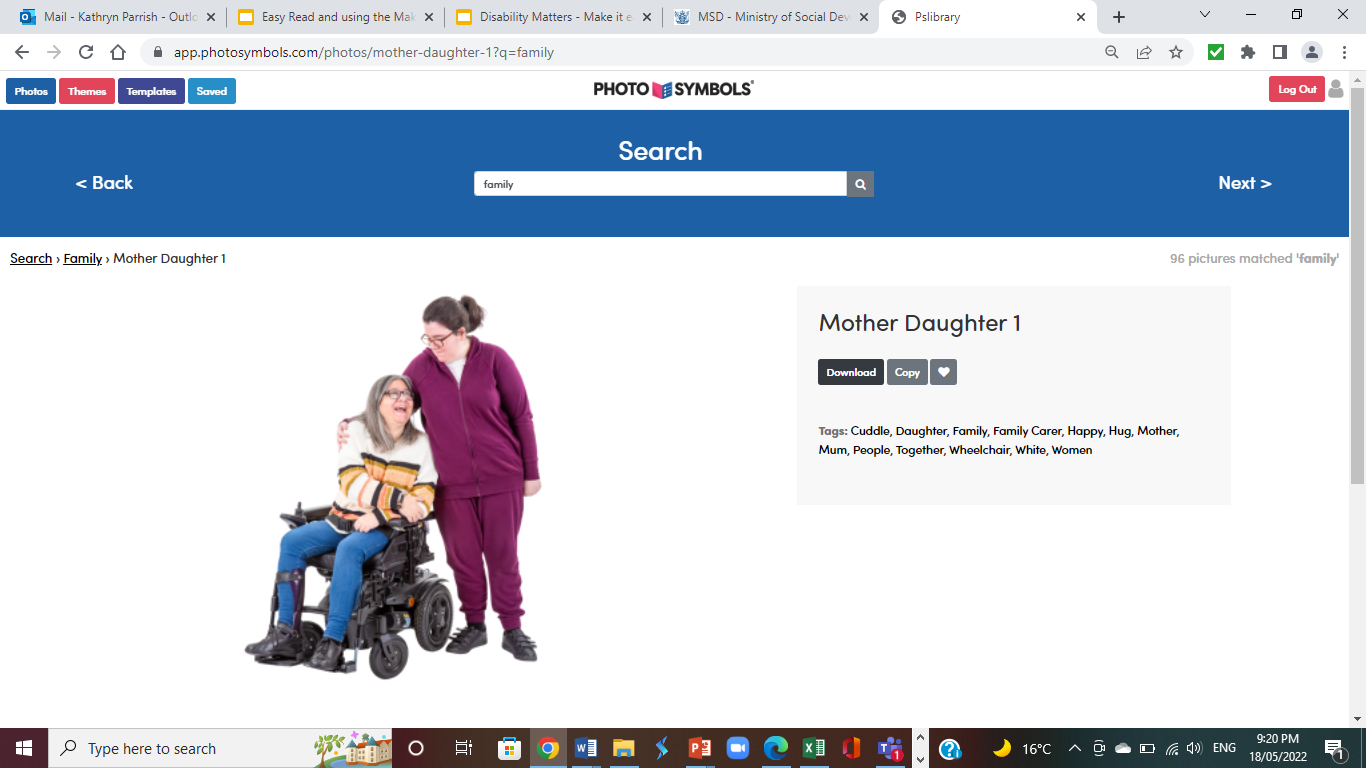 Mail - Kathryn Parrish - Outlo
Easy Read and using the Mak
Disability Matters - Make it e
MSD - Ministry of Social Dev
Pslibrary
app.photosymbols.com/photos/mother-daughter-1?q=family
Photos
Themes
Templates
Saved
PHOTO SYMBOLS®
Log Out
Search
< Back
family
Next >
Search › Family › Mother Daughter 1
96 pictures matched 'family'
Mother Daughter 1
Download
Copy
Tags: Cuddle, Daughter, Family, Family Carer, Happy, Hug, Mother,
Mum, People, Together, Wheelchair, White, Women
Type here to search
16°C
ENG
9:20 PM
18/05/2022
1
1